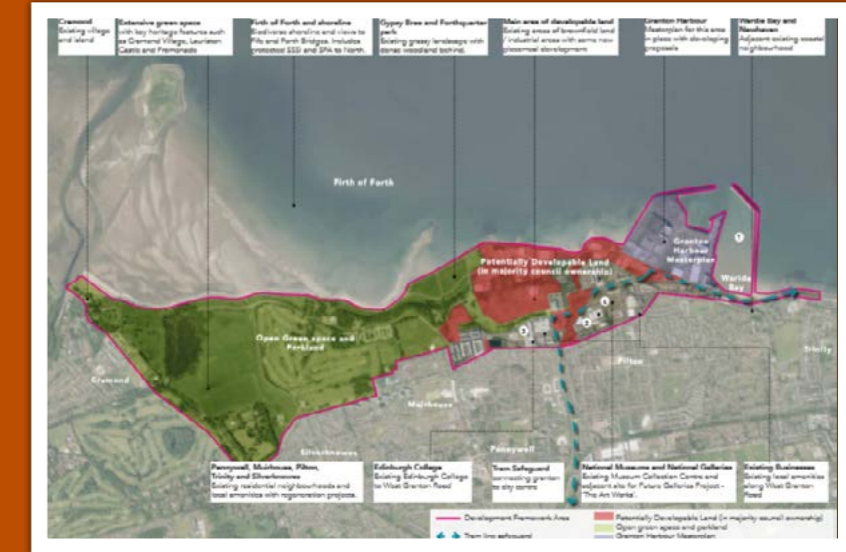 Cramond
Existing village
and island
Extensive green space
with key heritage features such
as Cramond Village, Lauriston
Castle and Promenade
Firth of Forth and shoreline
Biodiverse shoreline and views to
Fife and Forth Bridges. Includes
protected SSSI and SPA to North.
Gypsy Brae and Forthquarter
park
Existing grassy landscape with
dense woodland behind.
Main area of developable land
Existing areas of brownfield land
/ industrial areas with some new
piecemeal development
Granton Harbour
Masterplan for this area
in place with developing
proposals
Wardie Bay and
Newhaven
Adjacent existing coastal
neighbourhood
Firth of Forth
Potentially Developable Land
(in majority council ownership)
Granton
Harbour
Masterplan
Wardie
Bay
Open Green space and
Parkland
Cramond
Muirhouse
Silverknowes
Pennywell
Pilton
Trinity
Pennywell, Muirhouse, Pilton,
Trinity and Silverknowes
Existing residential neighbourhoods and
local amenities with regeneration projects.
Edinburgh College
Existing Edinburgh College
to West Granton Road
Tram Safeguard
connecting granton
to city centre
National Museums and National Galleries
Existing Museum Collection Centre and
adjacent site for Future Galleries Project -
'The Art Works'.
Existing Businesses
Existing local amenities
along West Granton
Road
Development Framework Area
Tram line safeguard
Potentially Developable Land (in majority council ownership)
Open green space and parkland
Granton Harbour Masterplan